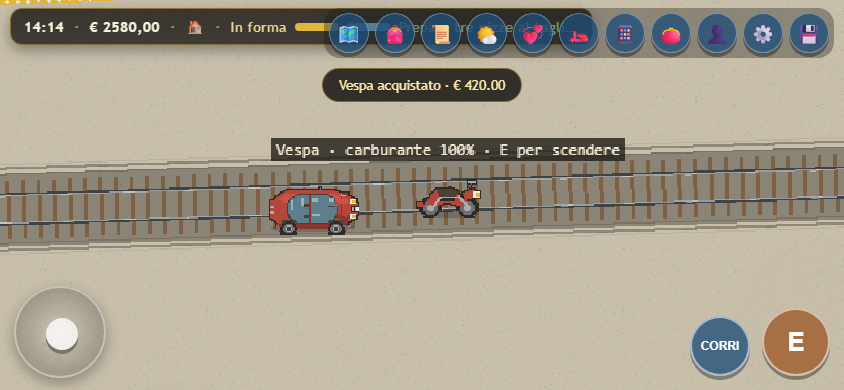 14:14 · € 2580,00 · In forma
Vespa acquistato · € 420.00
Vespa · carburante 100% · E per scendere
CORRI
E